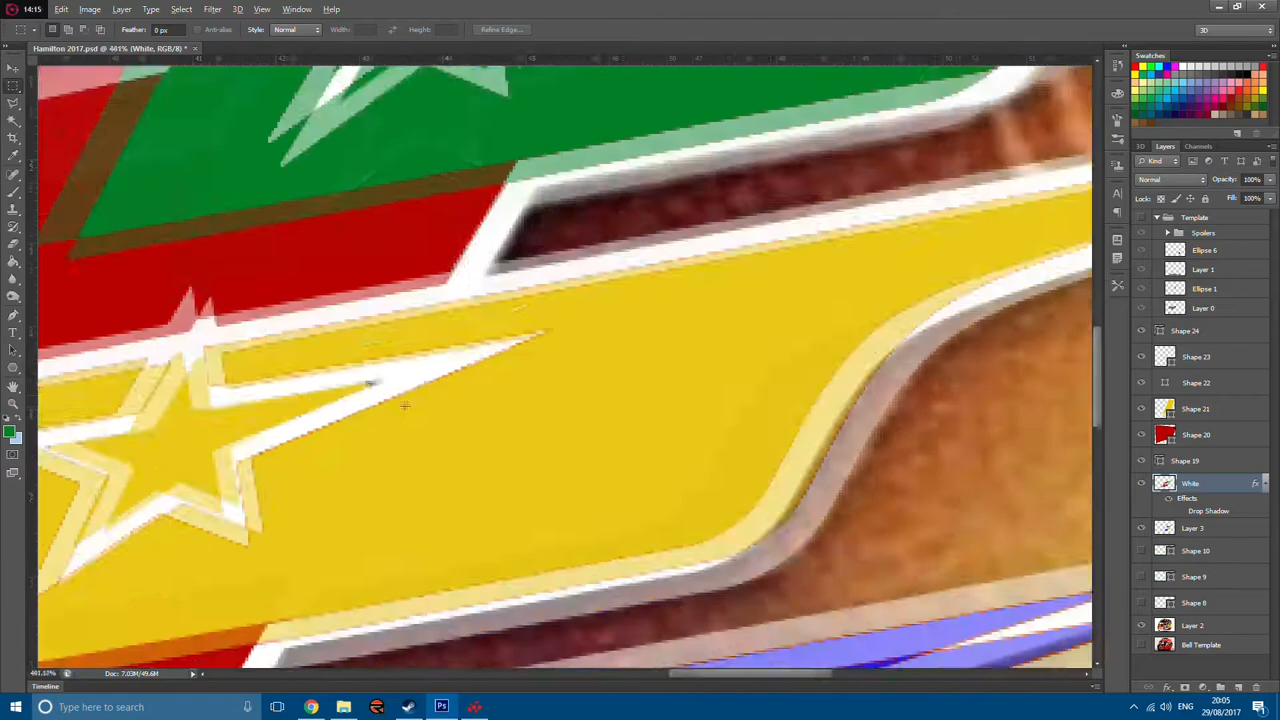 14:15 Edit Image Layer Type Select Filter 3D View Window Help
Feather: 0 px Anti-alias Style: Normal Width: Height: Refine Edge... 3D
Hamilton 2017.psd @ 401% (White, RGB/8) *
Swatches
3D Layers Channels
Kind
Normal Opacity: 100%
Lock: Fill: 100%
Template
Spoilers
Ellipse 6
Layer 1
Ellipse 1
Layer 0
Shape 24
Shape 23
Shape 22
Shape 21
Shape 20
Shape 19
White fx
Effects
Drop Shadow
Layer 3
Shape 10
Shape 9
Shape 8
Layer 2
Bell Template
Doc: 7.03M/49.6M
Timeline
Type here to search
Ps
ENG
20:05
29/08/2017